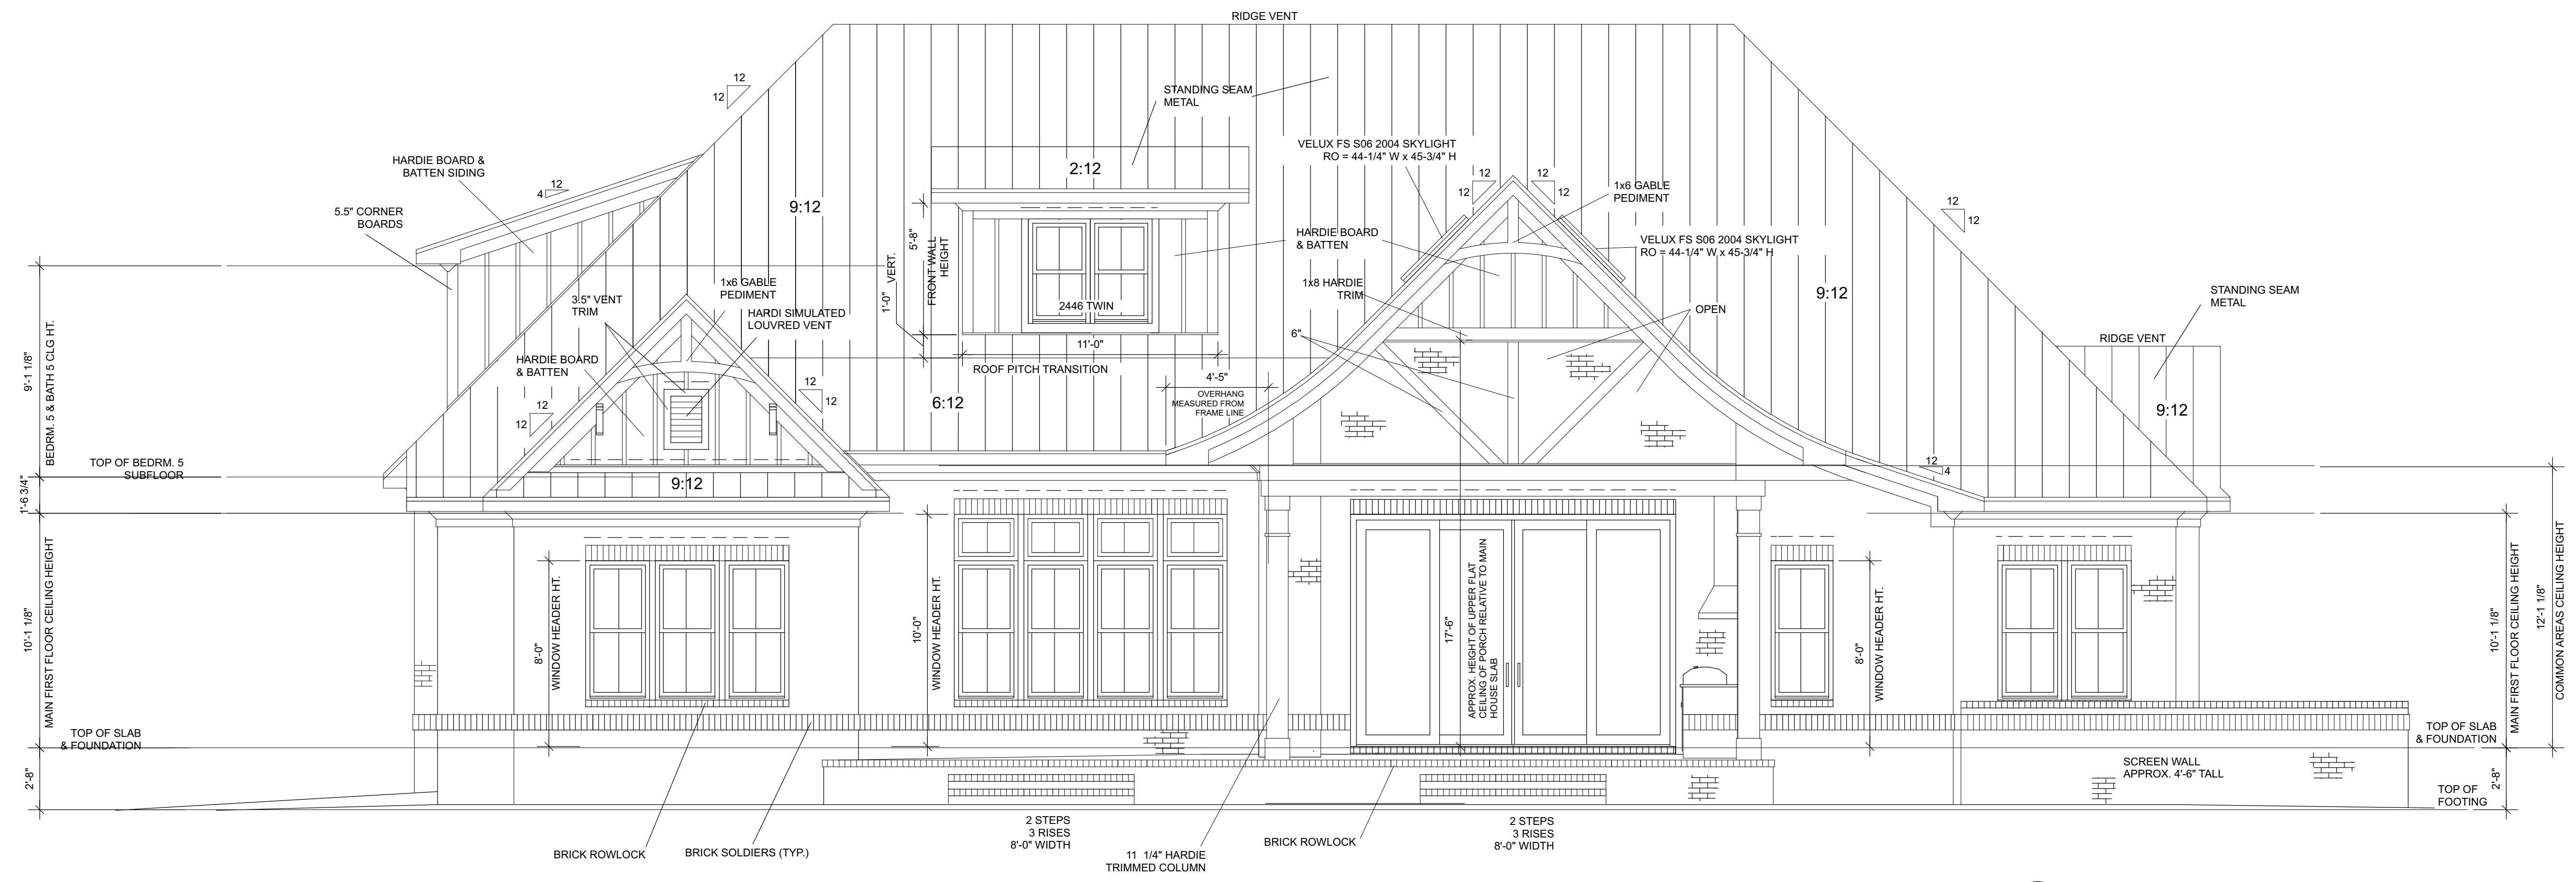 RIDGE VENT
12
12
STANDING SEAM
METAL
VELUX FS S06 2004 SKYLIGHT
RO = 44-1/4" W x 45-3/4" H
HARDIE BOARD &
BATTEN SIDING
2:12
12
4
12
12
12
12
1x6 GABLE
PEDIMENT
9:12
5.5" CORNER
BOARDS
12
12
HARDIE BOARD
& BATTEN
VELUX FS S06 2004 SKYLIGHT
RO = 44-1/4" W x 45-3/4" H
5'-8"
FRONT WALL
HEIGHT
1'-0" VERT.
1x6 GABLE
PEDIMENT
3.5" VENT
TRIM
HARDI SIMULATED
LOUVRED VENT
1x8 HARDIE
TRIM
9:12
STANDING SEAM
METAL
2446 TWIN
OPEN
6"
RIDGE VENT
11'-0"
HARDIE BOARD
& BATTEN
ROOF PITCH TRANSITION
4'-5"
OVERHANG
MEASURED FROM
FRAME LINE
9'-1 1/8"
BEDRM. 5 & BATH 5 CLG HT.
12
12
6:12
12
12
9:12
TOP OF BEDRM. 5
SUBFLOOR
9:12
12
4
1'-6 3/4"
10'-1 1/8"
MAIN FIRST FLOOR CEILING HEIGHT
8'-0"
WINDOW HEADER HT.
10'-0"
WINDOW HEADER HT.
17'-6"
APPROX. HEIGHT OF UPPER FLAT
CEILING OF PORCH RELATIVE TO MAIN
HOUSE SLAB
8'-0"
WINDOW HEADER HT.
10'-1 1/8"
MAIN FIRST FLOOR CEILING HEIGHT
12'-1 1/8"
COMMON AREAS CEILING HEIGHT
TOP OF SLAB
& FOUNDATION
TOP OF SLAB
& FOUNDATION
2'-8"
SCREEN WALL
APPROX. 4'-6" TALL
2'-8"
TOP OF
FOOTING
2 STEPS
3 RISES
8'-0" WIDTH
2 STEPS
3 RISES
8'-0" WIDTH
BRICK ROWLOCK
BRICK SOLDIERS (TYP.)
11 1/4" HARDIE
TRIMMED COLUMN
BRICK ROWLOCK